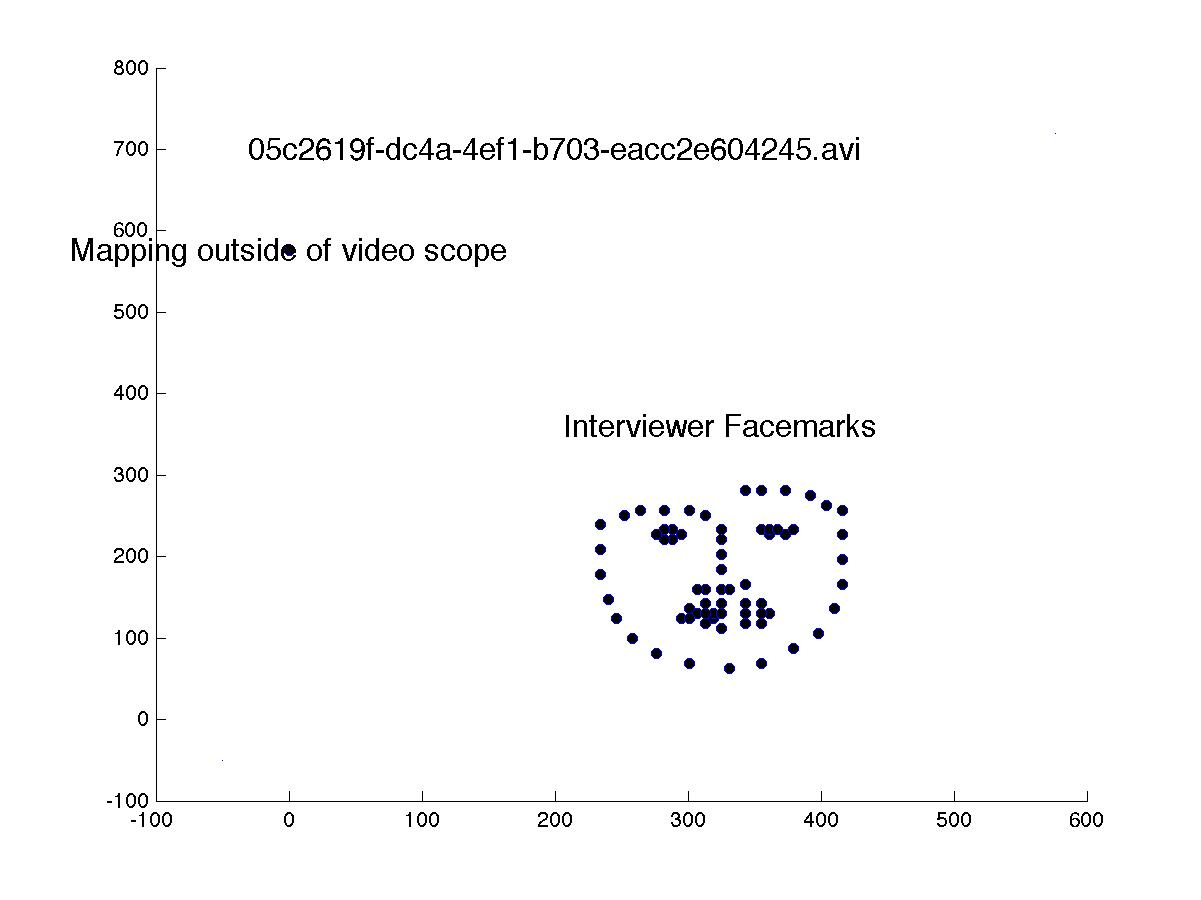 800
05c2619f-dc4a-4ef1-b703-eacc2e604245.avi
700
600
Mapping outside of video scope
500
400
Interviewer Facemarks
300
200
100
0
-100
-100 0 100 200 300 400 500 600